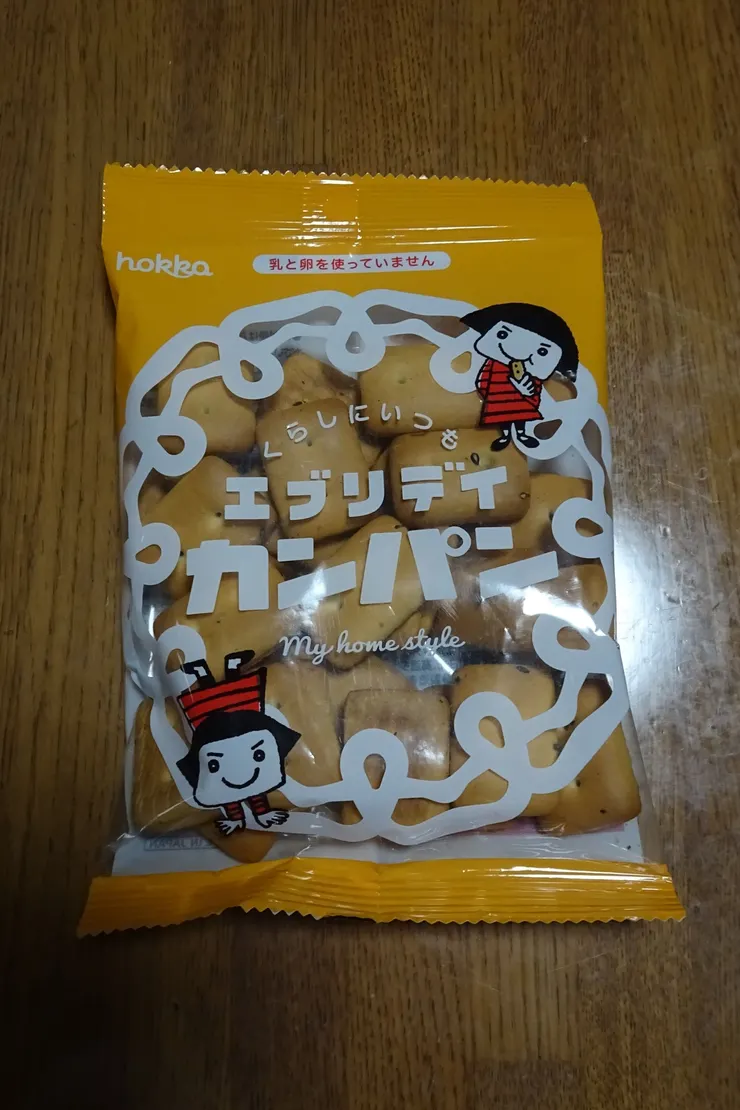 hokka
乳と卵を使っていません
くらしにいつも
エブリデイ
カンパン
My home style